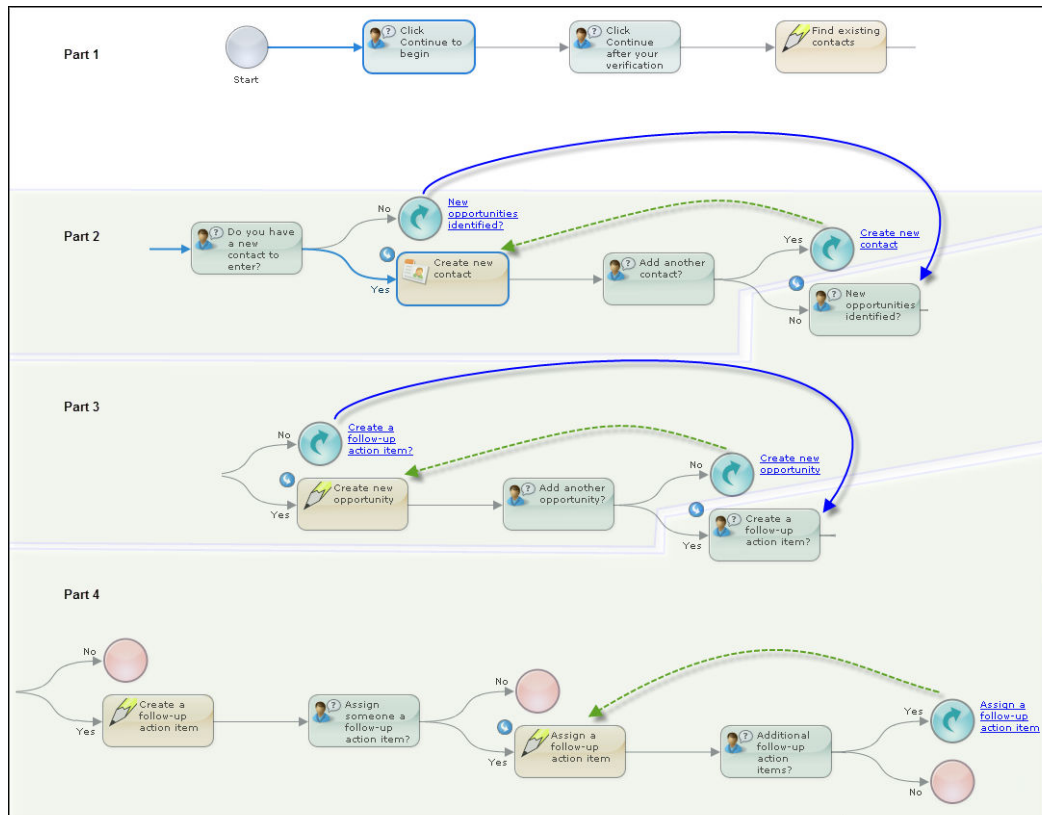 Part 1
Start
Click
Continue to
begin
Click
Continue
after your
verification
Find existing
contacts
Part 2
Do you have
a new
contact to
enter?
No
New
opportunities
identified?
Yes
Create new
contact
Add another
contact?
Yes
Create new
contact
No
New
opportunities
identified?
Part 3
No
Create a
follow-up
action item?
Yes
Create new
opportunity
Add another
opportunity?
No
Create new
opportunity
Yes
Create a
follow-up
action item?
Part 4
No
Yes
Create a
follow-up
action item
Assign
someone a
follow-up
action item?
No
Yes
Assign a
follow-up
action item
Additional
follow-up
action
items?
Yes
Assign a
follow-up
action item
No